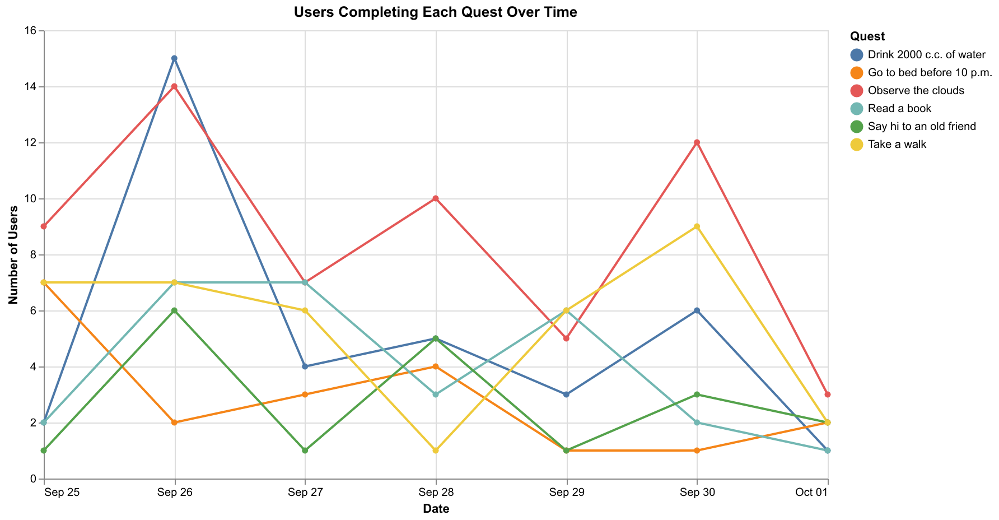 Users Completing Each Quest Over Time
16
14
12
10
8
6
4
2
0
Number of Users
Sep 25
Sep 26
Sep 27
Sep 28
Sep 29
Sep 30
Oct 01
Date
Quest
Drink 2000 c.c. of water
Go to bed before 10 p.m.
Observe the clouds
Read a book
Say hi to an old friend
Take a walk